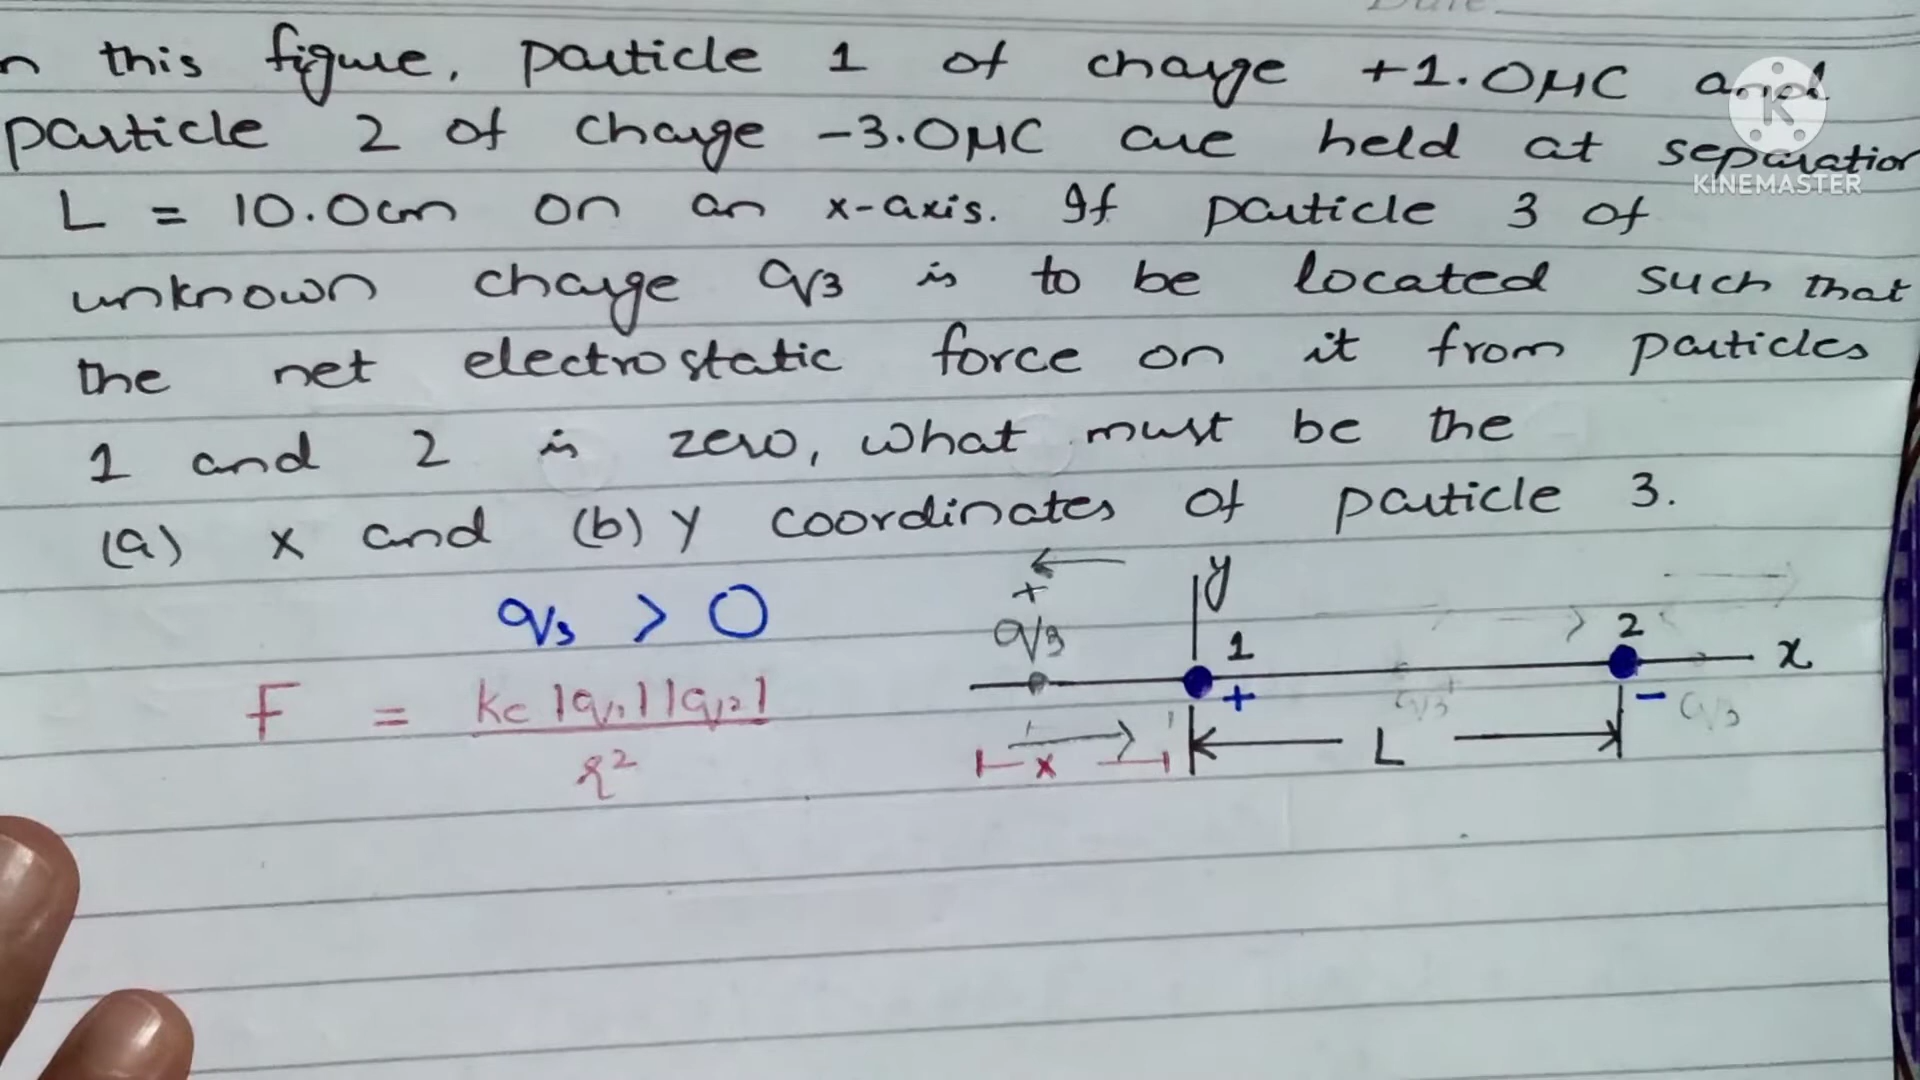 n this figure, particle 1 of charge +1.0μC and
particle 2 of charge -3.0μC are held at separation
L = 10.0cm on an x-axis. If particle 3 of
unknown charge q3 is to be located such that
the net electrostatic force on it from particles
1 and 2 is zero, what must be the
(a) x and (b) y coordinates of particle 3.
q3 > 0
F = kc |q1| |q2| / r²
+
q3
y
1
+
2
-
x
q3+
q3
x
L
K
KINEMASTER